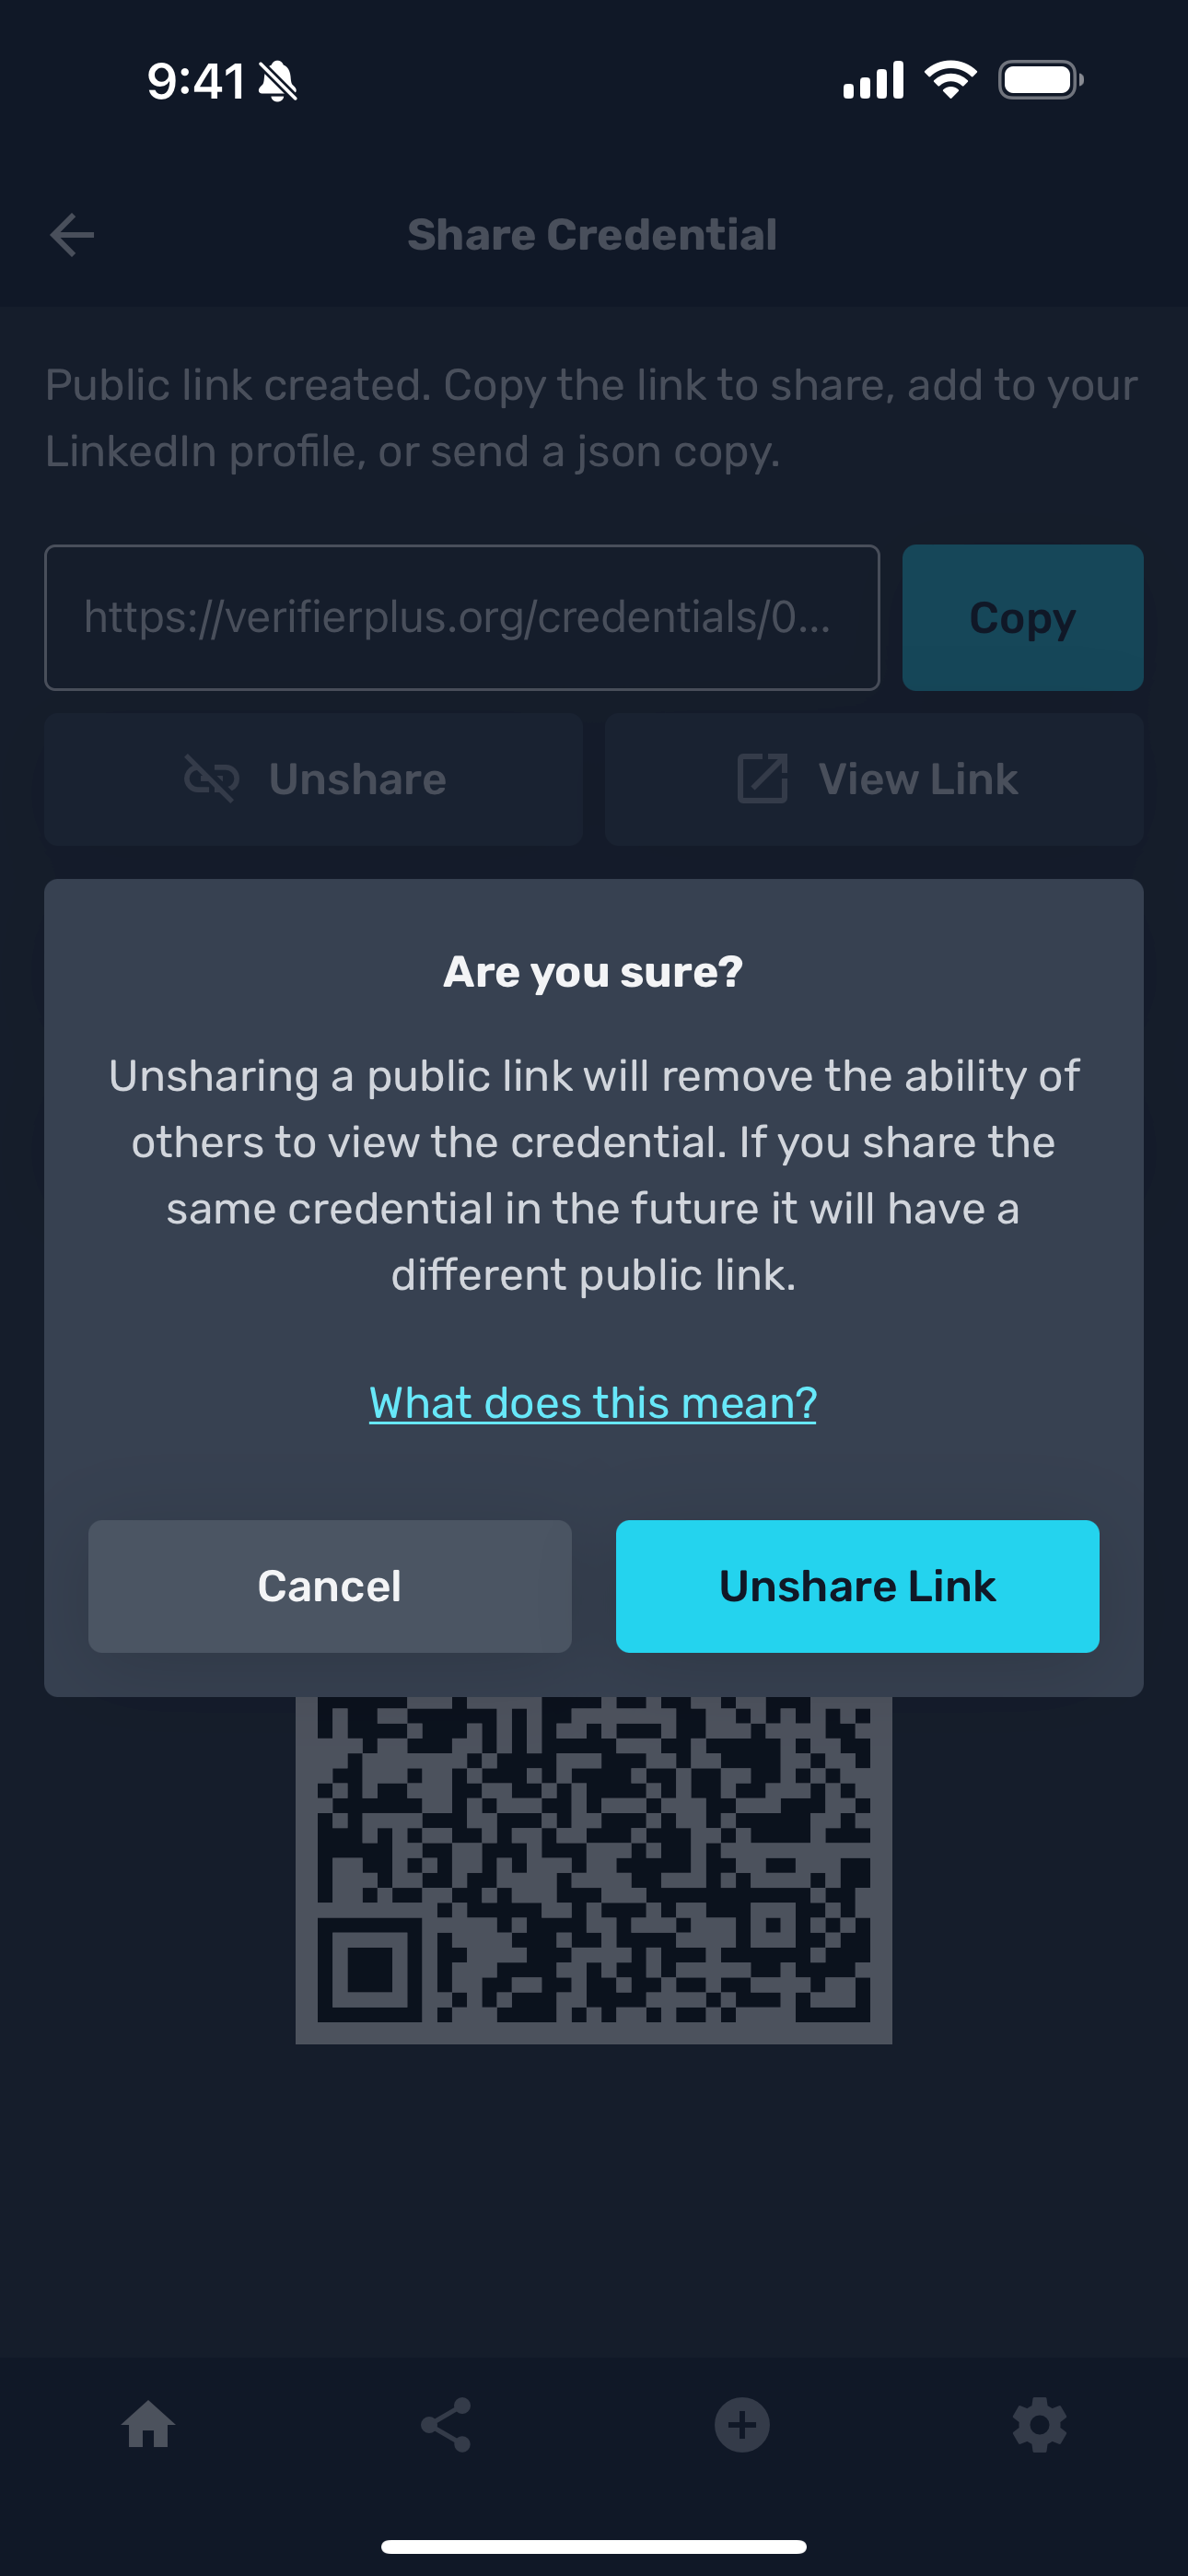 9:41
Share Credential
Public link created. Copy the link to share, add to your
LinkedIn profile, or send a json copy.
https://verifierplus.org/credentials/0...
Copy
Unshare
View Link
Are you sure?
Unsharing a public link will remove the ability of
others to view the credential. If you share the
same credential in the future it will have a
different public link.
What does this mean?
Cancel
Unshare Link